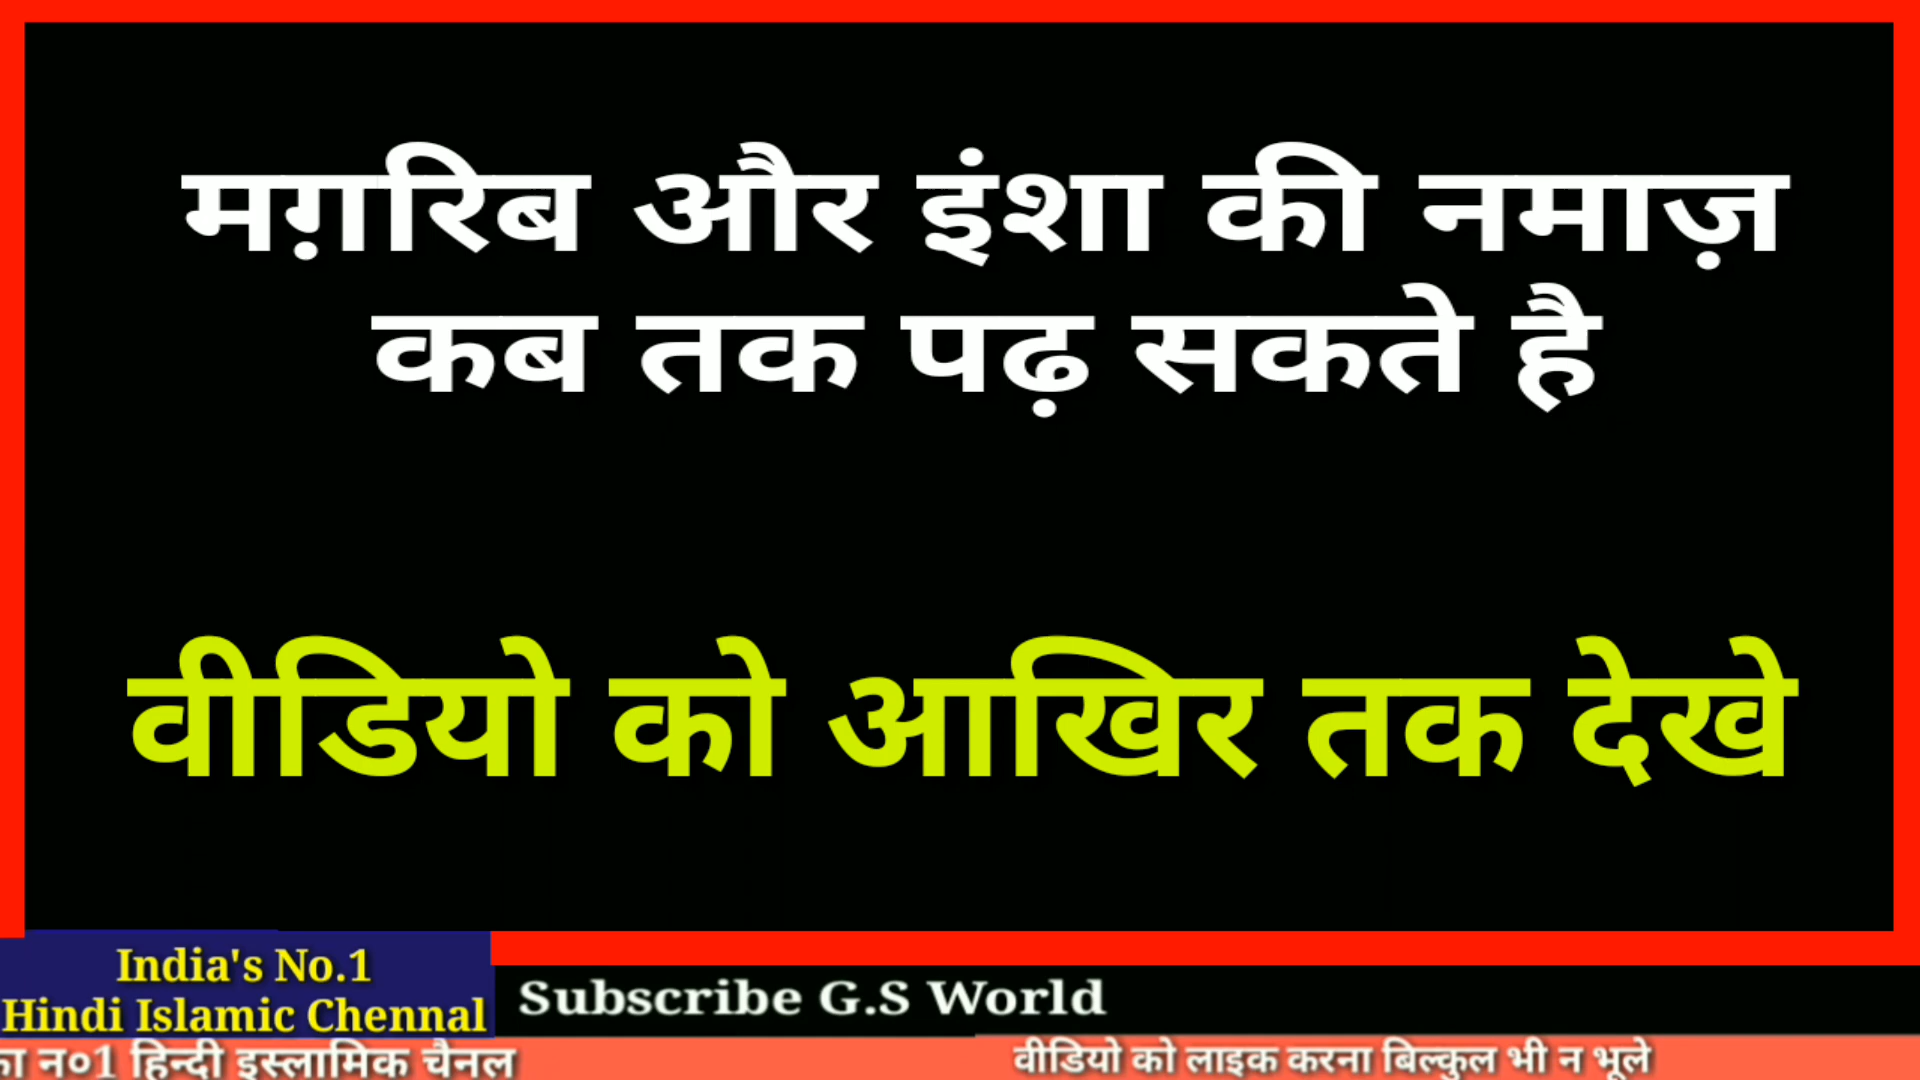 मग़रिब और इंशा की नमाज़
कब तक पढ़ सकते है
वीडियो को आखिर तक देखे
India's No.1
Hindi Islamic Chennal
Subscribe G.S World
का न०1 हिन्दी इस्लामिक चैनल
वीडियो को लाइक करना बिल्कुल भी न भूले